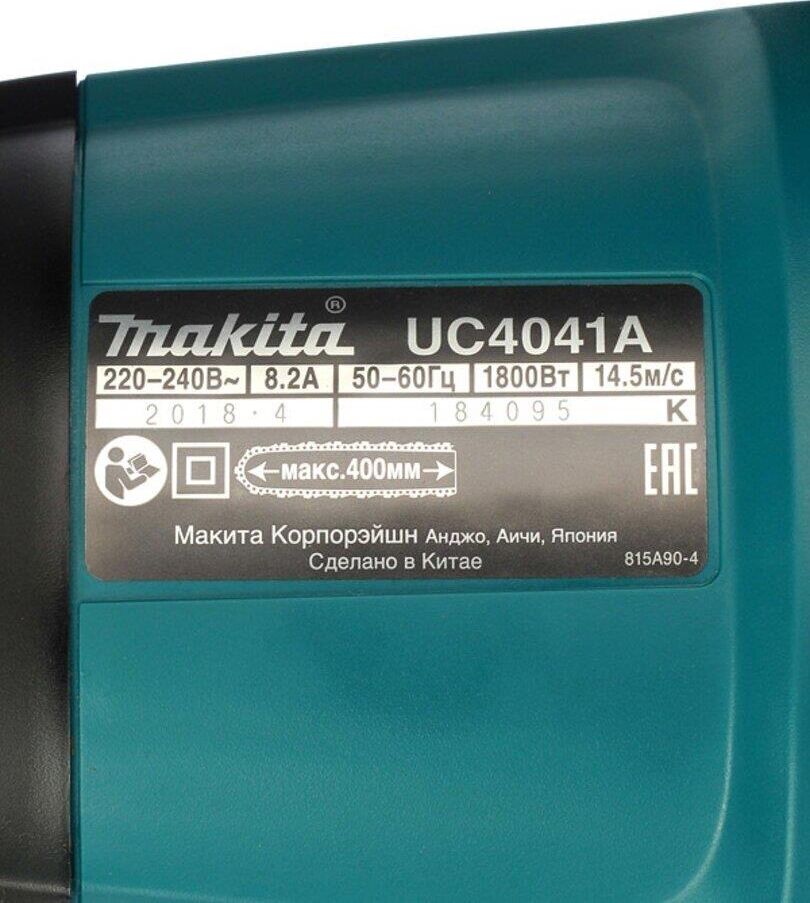 makita® UC4041A
220–240В~ 8.2А 50–60Гц 1800Вт 14.5м/с
2018·4 184095 K
макс.400мм EAC
Макита Корпорэйшн Анджо, Аичи, Япония
Сделано в Китае 815A90-4